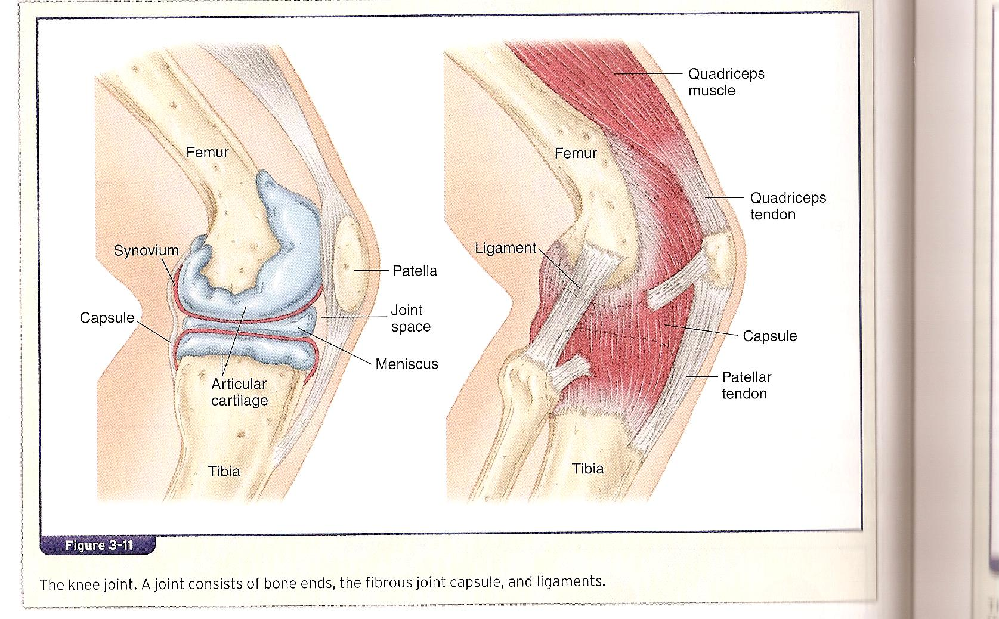 Femur
Synovium
Capsule
Articular
cartilage
Tibia
Patella
Joint
space
Meniscus
Quadriceps
muscle
Femur
Quadriceps
tendon
Ligament
Capsule
Patellar
tendon
Tibia
Figure 3-11
The knee joint. A joint consists of bone ends, the fibrous joint capsule, and ligaments.